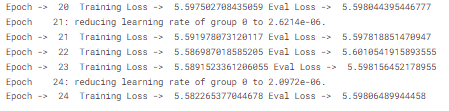 Epoch -> 20 Training Loss -> 5.597502708435059 Eval Loss -> 5.598044395446777
Epoch 21: reducing learning rate of group 0 to 2.6214e-06.
Epoch -> 21 Training Loss -> 5.591978073120117 Eval Loss -> 5.597818851470947
Epoch -> 22 Training Loss -> 5.586987018585205 Eval Loss -> 5.6010541915893555
Epoch -> 23 Training Loss -> 5.5891523361206055 Eval Loss -> 5.598156452178955
Epoch 24: reducing learning rate of group 0 to 2.0972e-06.
Epoch -> 24 Training Loss -> 5.582265377044678 Eval Loss -> 5.59806489944458